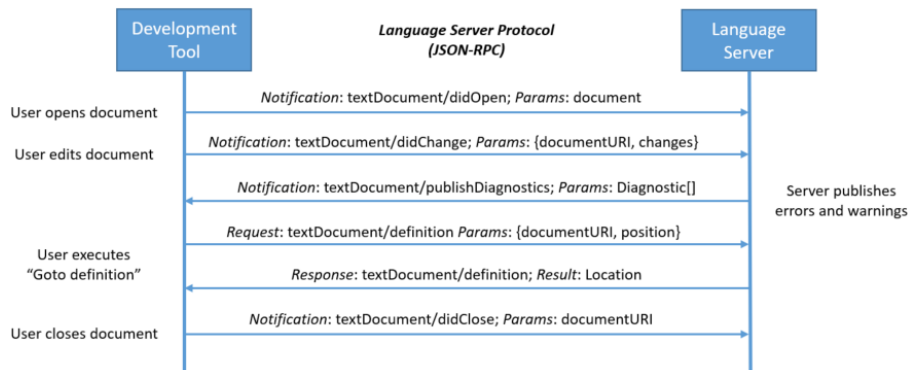 Development
Tool
Language Server Protocol
(JSON-RPC)
Language
Server
User opens document
Notification: textDocument/didOpen; Params: document
User edits document
Notification: textDocument/didChange; Params: {documentURI, changes}
Notification: textDocument/publishDiagnostics; Params: Diagnostic[]
Server publishes
errors and warnings
Request: textDocument/definition Params: {documentURI, position}
User executes
“Goto definition”
Response: textDocument/definition; Result: Location
User closes document
Notification: textDocument/didClose; Params: documentURI